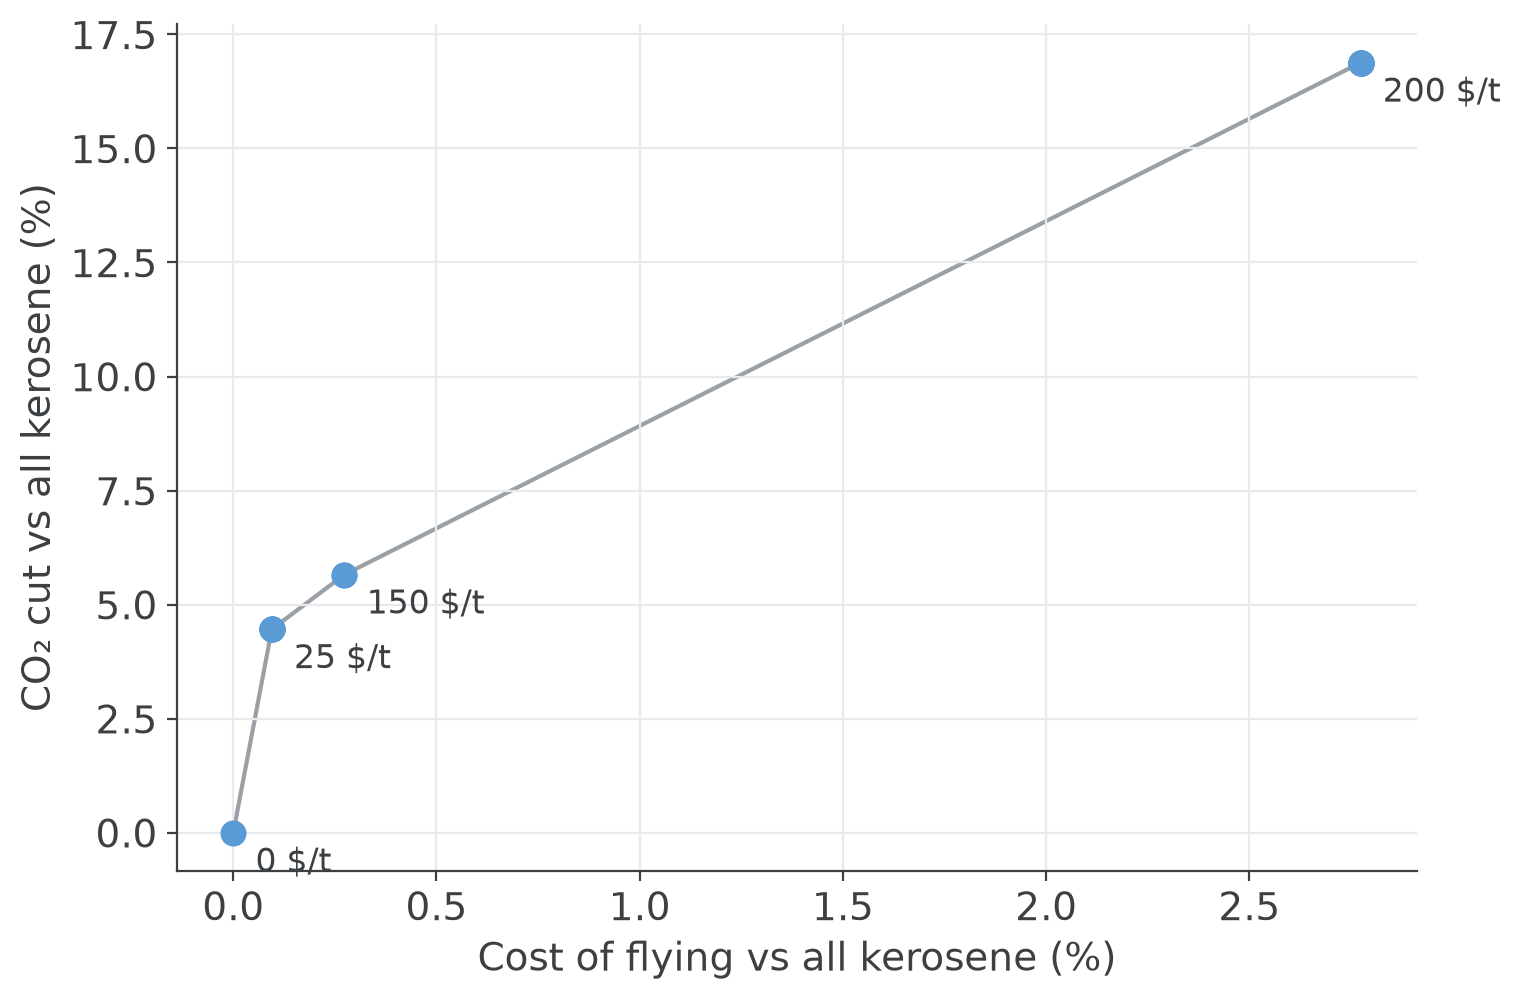 17.5
15.0
12.5
10.0
7.5
5.0
2.5
0.0
CO₂ cut vs all kerosene (%)
200 $/t
150 $/t
25 $/t
0 $/t
0.0 0.5 1.0 1.5 2.0 2.5
Cost of flying vs all kerosene (%)